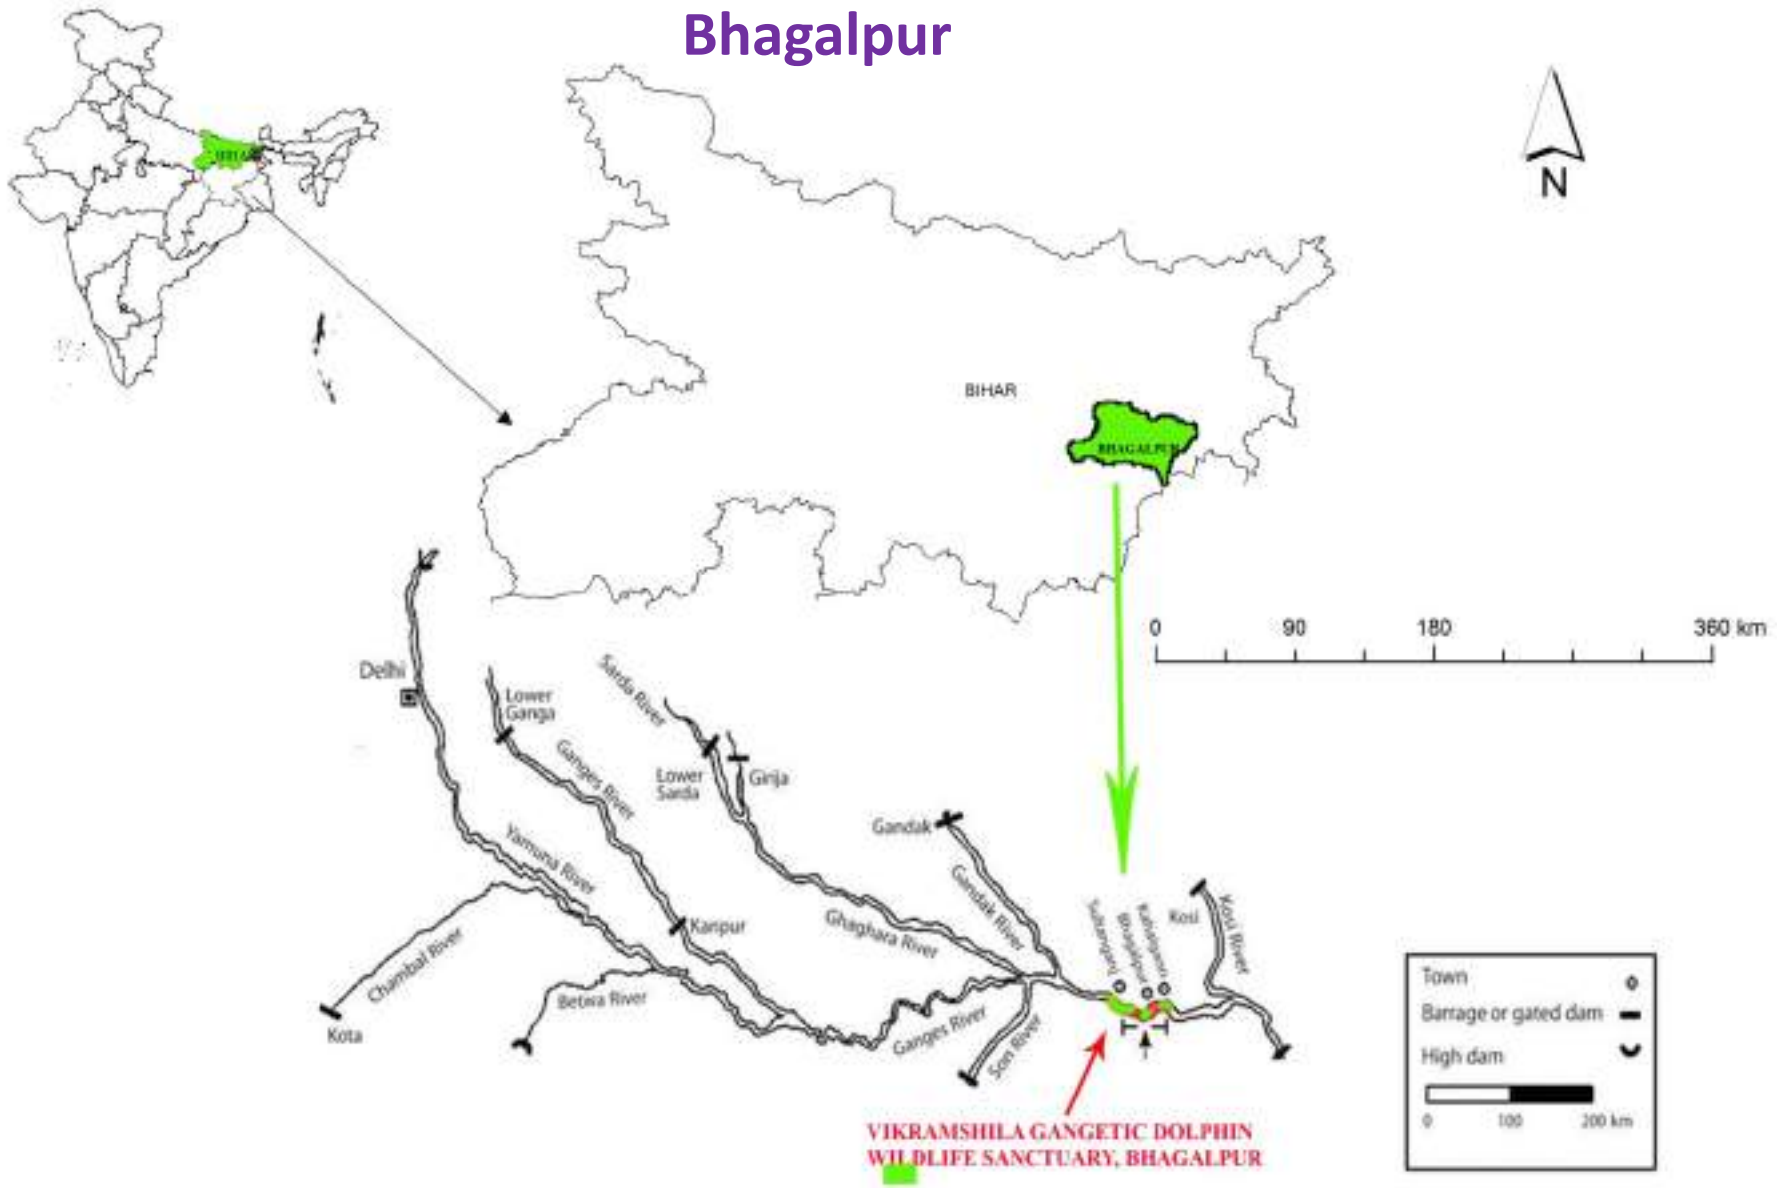 Bhagalpur
N
BIHAR
BHAGALPUR
0 90 180 360 km
Delhi
Lower
Ganga
Sarda River
Ganges River
Lower
Sarda
Girija
Yamuna River
Gandak
Gandak River
Ghaghara River
Kanpur
Chambal River
Kota
Betwa River
Ganges River
Son River
Sultanganj
Bhagalpur
Kahalgaon
Kosi
Kosi River
Town
Barrage or gated dam
High dam
0 100 200 km
VIKRAMSHILA GANGETIC DOLPHIN
WILDLIFE SANCTUARY, BHAGALPUR